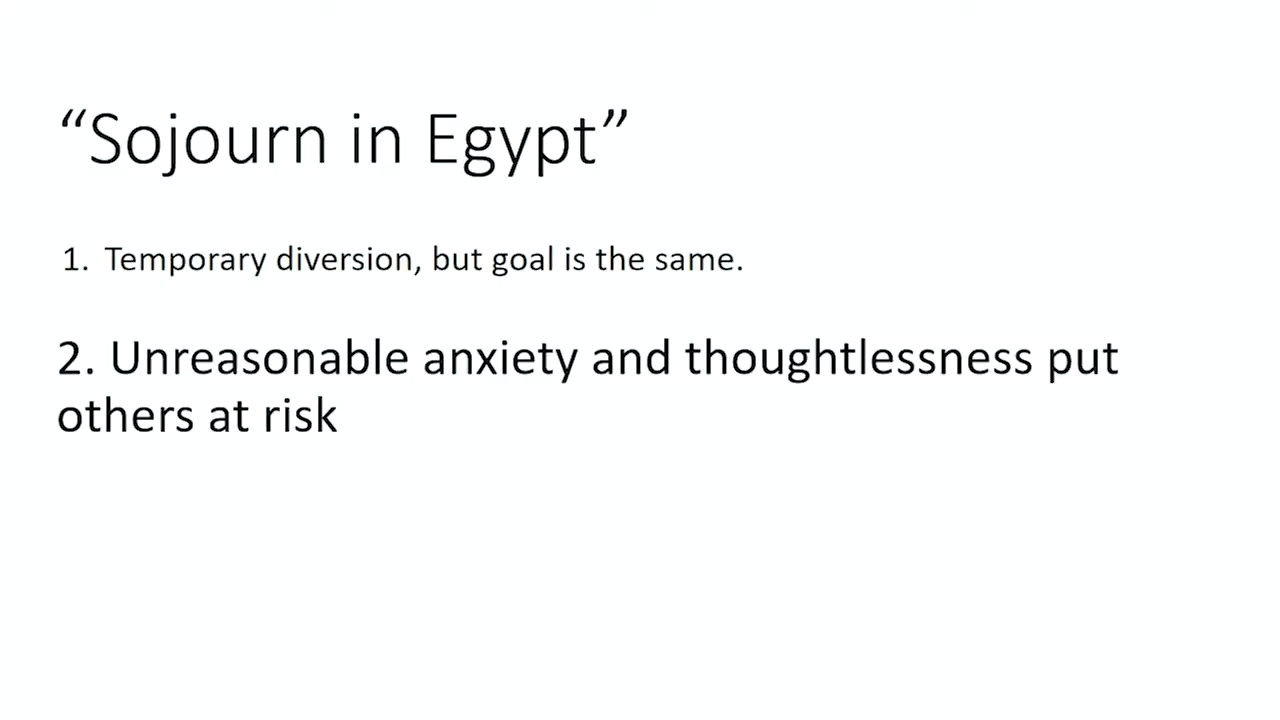 “Sojourn in Egypt”
1. Temporary diversion, but goal is the same.
2. Unreasonable anxiety and thoughtlessness put
others at risk